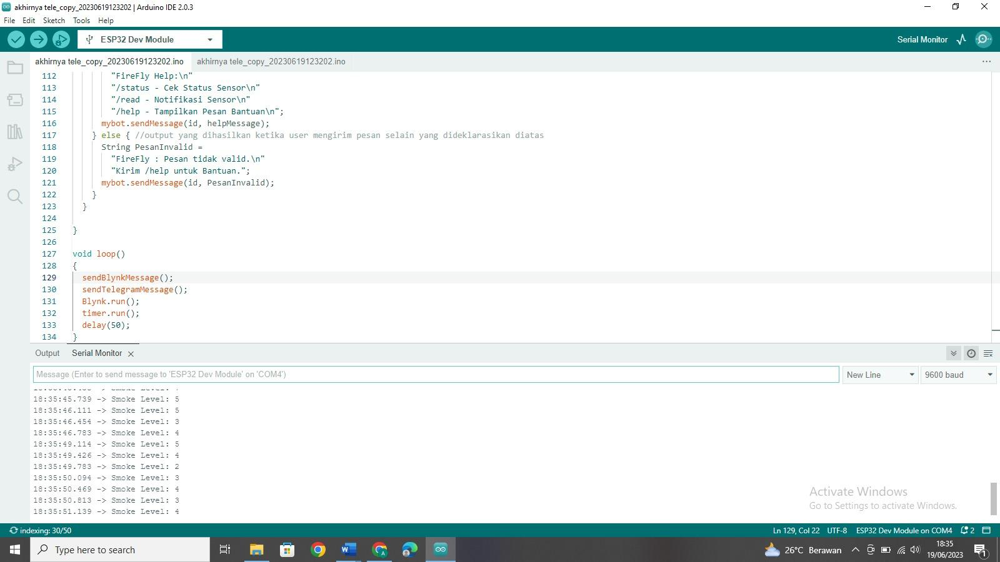 akhirnya tele_copy_20230619123202 | Arduino IDE 2.0.3
File Edit Sketch Tools Help
ESP32 Dev Module
Serial Monitor
akhirnya tele_copy_20230619123202.ino akhirnya tele_copy_20230619123202.ino
112 "FireFly Help:\n"
113 "/status - Cek Status Sensor\n"
114 "/read - Notifikasi Sensor\n"
115 "/help - Tampilkan Pesan Bantuan\n";
116 mybot.sendMessage(id, helpMessage);
117 } else { //output yang dihasilkan ketika user mengirim pesan selain yang dideklarasikan diatas
118 String PesanInvalid =
119 "FireFly : Pesan tidak valid.\n"
120 "Kirim /help untuk Bantuan.";
121 mybot.sendMessage(id, PesanInvalid);
122 }
123 }
124
125 }
126
127 void loop()
128 {
129 sendBlynkMessage();
130 sendTelegramMessage();
131 Blynk.run();
132 timer.run();
133 delay(50);
134 }
Output Serial Monitor
Message (Enter to send message to 'ESP32 Dev Module' on 'COM4')
New Line 9600 baud
18:35:45.739 -> Smoke Level: 5
18:35:46.111 -> Smoke Level: 5
18:35:46.454 -> Smoke Level: 3
18:35:46.783 -> Smoke Level: 4
18:35:49.114 -> Smoke Level: 5
18:35:49.426 -> Smoke Level: 4
18:35:49.783 -> Smoke Level: 2
18:35:50.094 -> Smoke Level: 3
18:35:50.469 -> Smoke Level: 4
18:35:50.813 -> Smoke Level: 3
18:35:51.139 -> Smoke Level: 4
Activate Windows
Go to Settings to activate Windows.
indexing: 30/50
Ln 129, Col 22 UTF-8 ESP32 Dev Module on COM4 2
Type here to search
26°C Berawan
18:35
19/06/2023
1